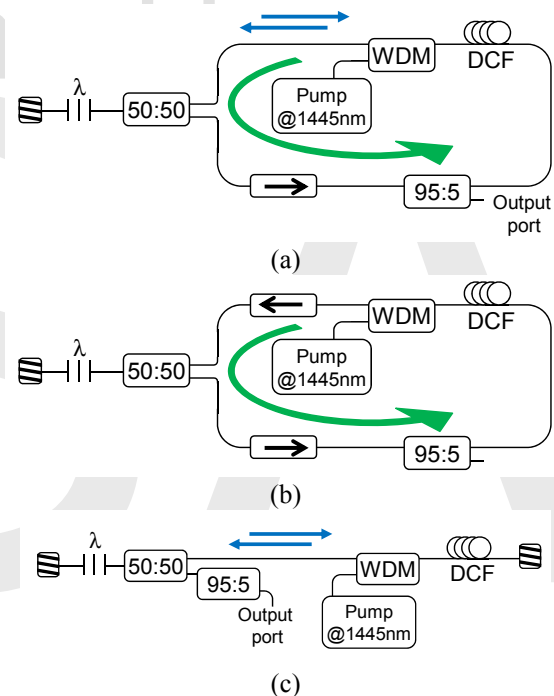 WDM
DCF
λ
50:50
Pump
@1445nm
95:5
Output
port
(a)
WDM
DCF
λ
50:50
Pump
@1445nm
95:5
(b)
λ
50:50
95:5
WDM
DCF
Output
port
Pump
@1445nm
(c)